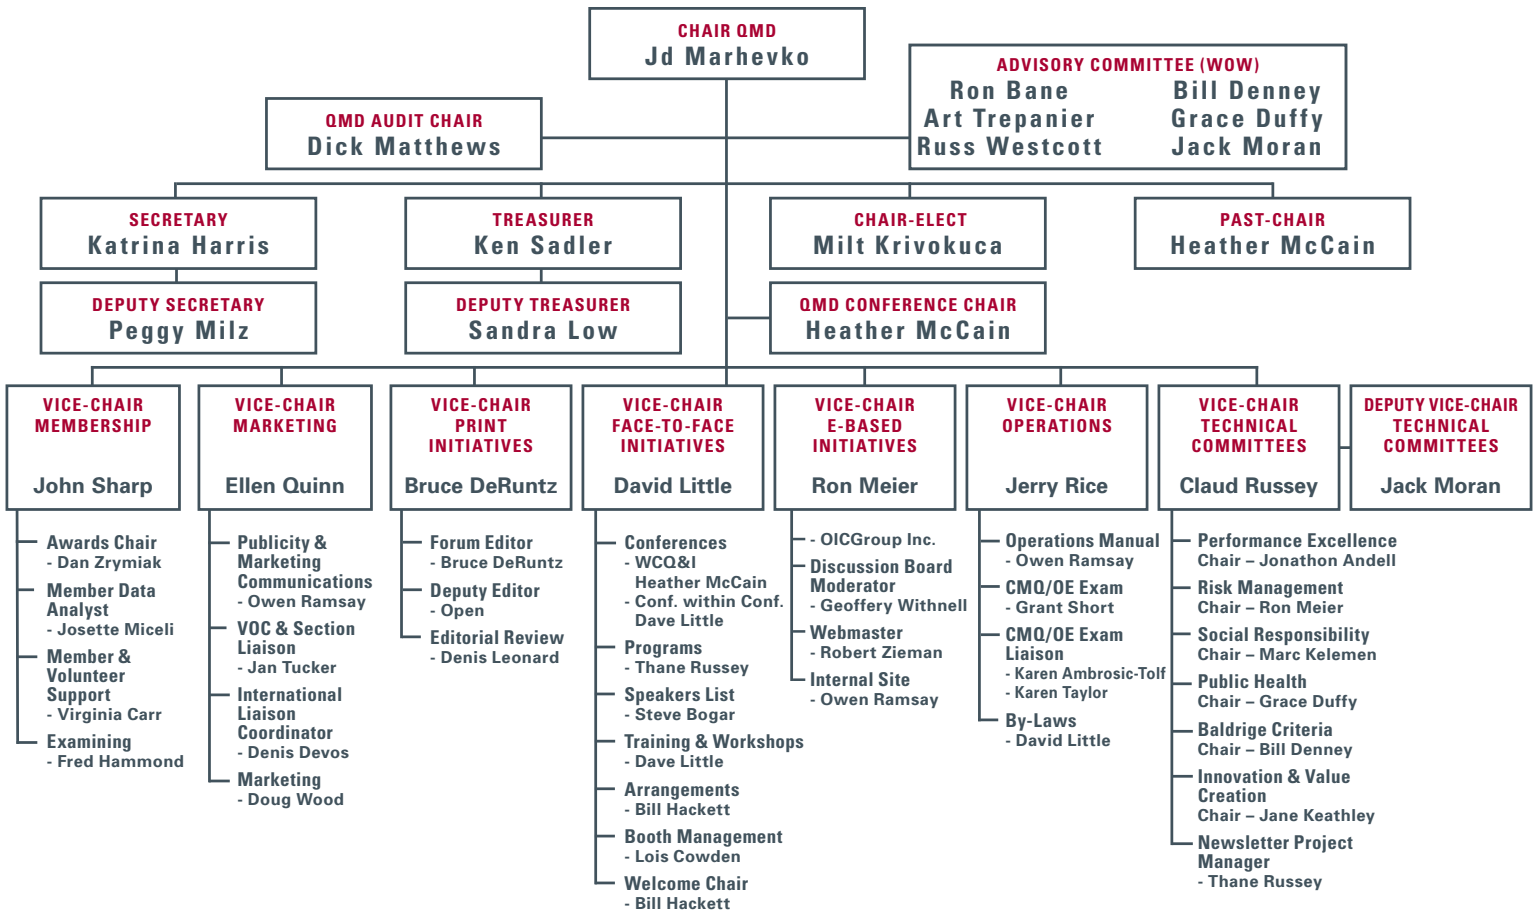 CHAIR QMD
Jd Marhevko
ADVISORY COMMITTEE (WOW)
Ron Bane
Bill Denney
Art Trepanier
Grace Duffy
Russ Westcott
Jack Moran
QMD AUDIT CHAIR
Dick Matthews
SECRETARY
Katrina Harris
TREASURER
Ken Sadler
CHAIR-ELECT
Milt Krivokuca
PAST-CHAIR
Heather McCain
DEPUTY SECRETARY
Peggy Milz
DEPUTY TREASURER
Sandra Low
QMD CONFERENCE CHAIR
Heather McCain
VICE-CHAIR
MEMBERSHIP
John Sharp
Awards Chair
- Dan Zrymiak
Member Data
Analyst
- Josette Miceli
Member &
Volunteer
Support
- Virginia Carr
Examining
- Fred Hammond
VICE-CHAIR
MARKETING
Ellen Quinn
Publicity &
Marketing
Communications
- Owen Ramsay
VOC & Section
Liaison
- Jan Tucker
International
Liaison
Coordinator
- Denis Devos
Marketing
- Doug Wood
VICE-CHAIR
PRINT
INITIATIVES
Bruce DeRuntz
Forum Editor
- Bruce DeRuntz
Deputy Editor
- Open
Editorial Review
- Denis Leonard
VICE-CHAIR
FACE-TO-FACE
INITIATIVES
David Little
Conferences
- WCQ&I
Heather McCain
- Conf. within Conf.
Dave Little
Programs
- Thane Russey
Speakers List
- Steve Bogar
Training & Workshops
- Dave Little
Arrangements
- Bill Hackett
Booth Management
- Lois Cowden
Welcome Chair
- Bill Hackett
VICE-CHAIR
E-BASED
INITIATIVES
Ron Meier
- OICGroup Inc.
Discussion Board
Moderator
- Geoffery Withnell
Webmaster
- Robert Zieman
Internal Site
- Owen Ramsay
VICE-CHAIR
OPERATIONS
Jerry Rice
Operations Manual
- Owen Ramsay
CMQ/OE Exam
- Grant Short
CMQ/OE Exam
Liaison
- Karen Ambrosic-Tolf
- Karen Taylor
By-Laws
- David Little
VICE-CHAIR
TECHNICAL
COMMITTEES
Claud Russey
Performance Excellence
Chair – Jonathon Andell
Risk Management
Chair – Ron Meier
Social Responsibility
Chair – Marc Kelemen
Public Health
Chair – Grace Duffy
Baldrige Criteria
Chair – Bill Denney
Innovation & Value
Creation
Chair – Jane Keathley
Newsletter Project
Manager
- Thane Russey
DEPUTY VICE-CHAIR
TECHNICAL
COMMITTEES
Jack Moran